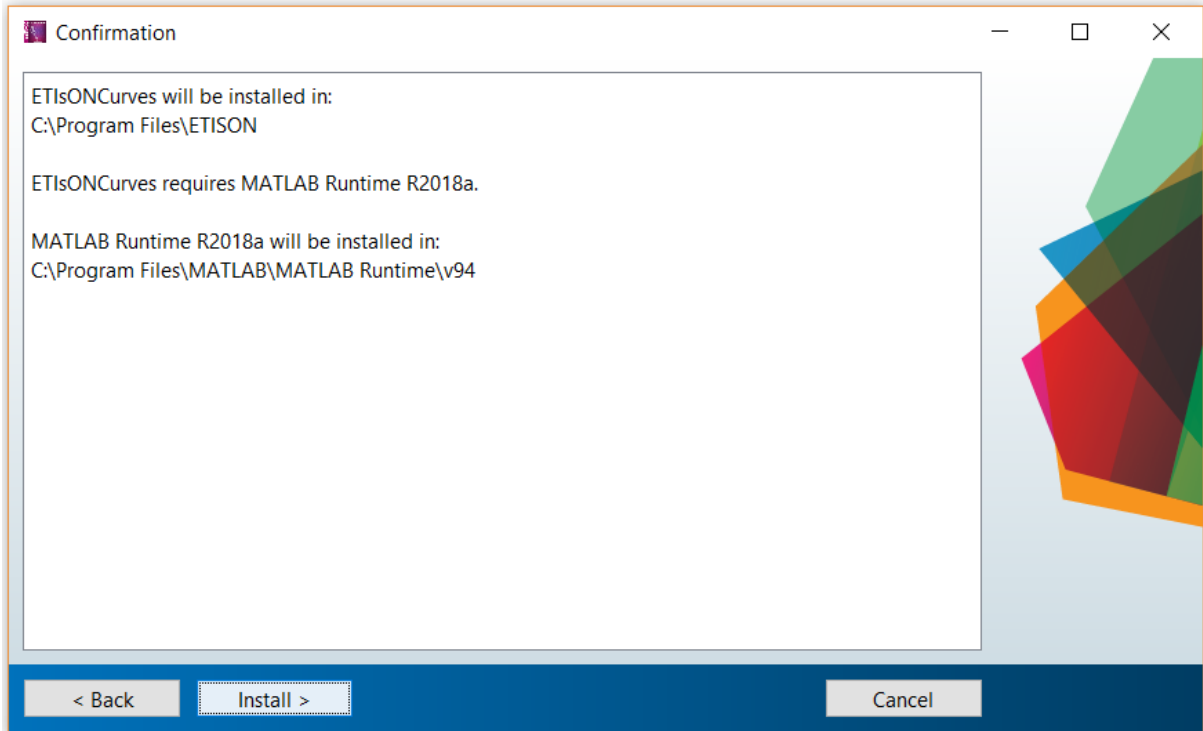 Confirmation
ETIsONCurves will be installed in:
C:\Program Files\ETISON
ETIsONCurves requires MATLAB Runtime R2018a.
MATLAB Runtime R2018a will be installed in:
C:\Program Files\MATLAB\MATLAB Runtime\v94
< Back
Install >
Cancel